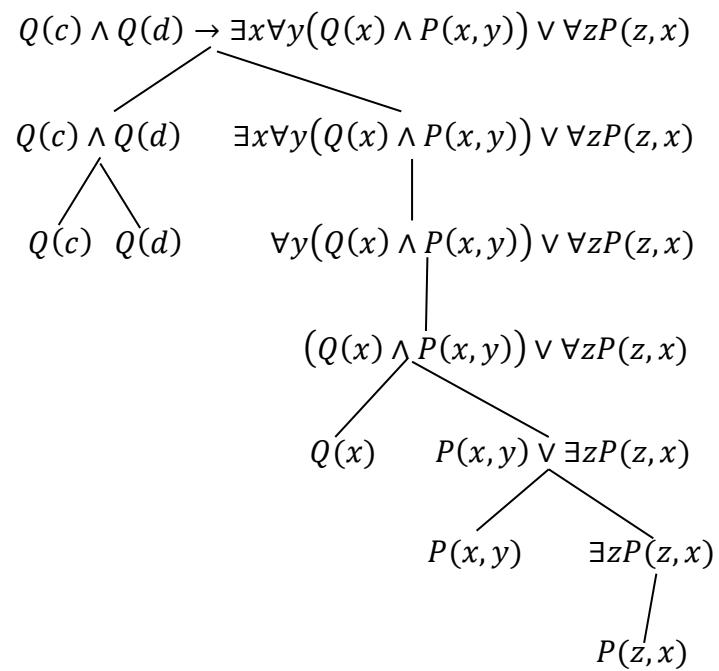 Q(c) ∧ Q(d) → ∃x∀y(Q(x) ∧ P(x, y)) ∨ ∀zP(z, x)
Q(c) ∧ Q(d) ∃x∀y(Q(x) ∧ P(x, y)) ∨ ∀zP(z, x)
Q(c) Q(d) ∀y(Q(x) ∧ P(x, y)) ∨ ∀zP(z, x)
(Q(x) ∧ P(x, y)) ∨ ∀zP(z, x)
Q(x) P(x, y) ∨ ∃zP(z, x)
P(x, y) ∃zP(z, x)
P(z, x)